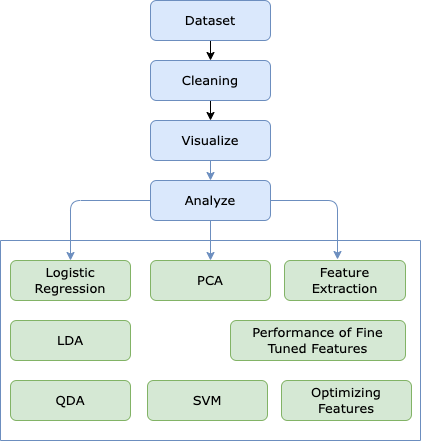 Dataset
Cleaning
Visualize
Analyze
Logistic
Regression
PCA
Feature
Extraction
LDA
Performance of Fine
Tuned Features
QDA
SVM
Optimizing
Features